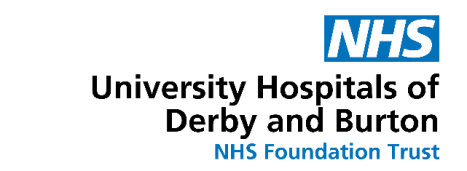 NHS
University Hospitals of
Derby and Burton
NHS Foundation Trust